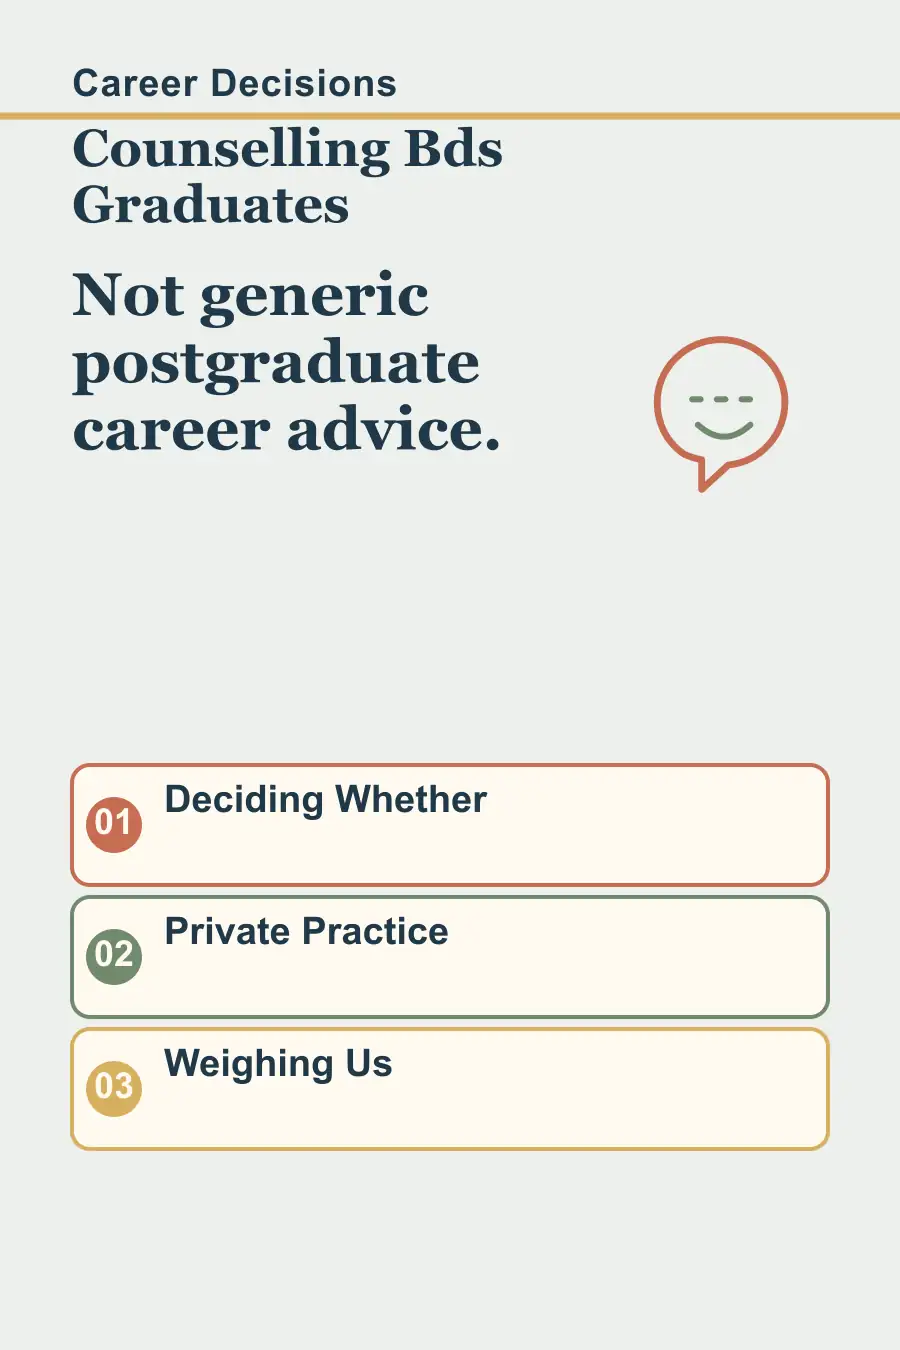 Career Decisions
Counselling Bds
Graduates
Not generic
postgraduate
career advice.
01
Deciding Whether
02
Private Practice
03
Weighing Us